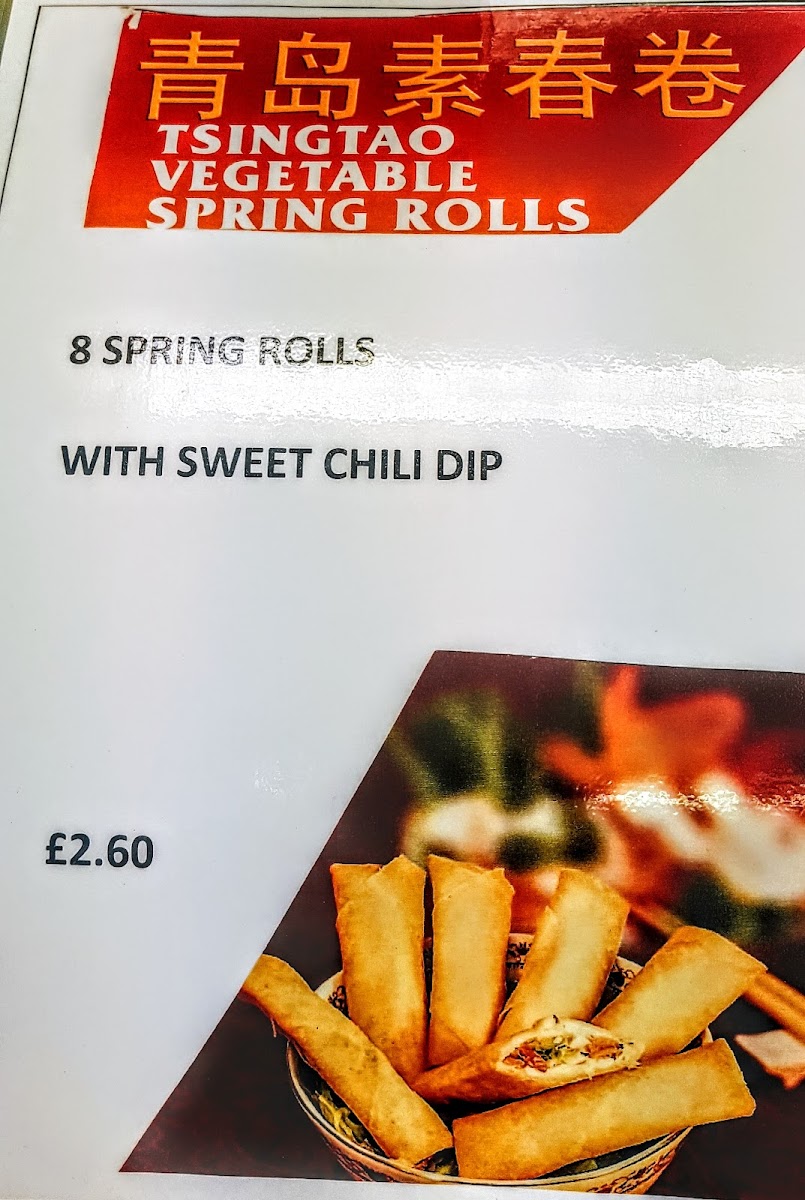 青岛素春卷
TSINGTAO
VEGETABLE
SPRING ROLLS
8 SPRING ROLLS
WITH SWEET CHILI DIP
£2.60